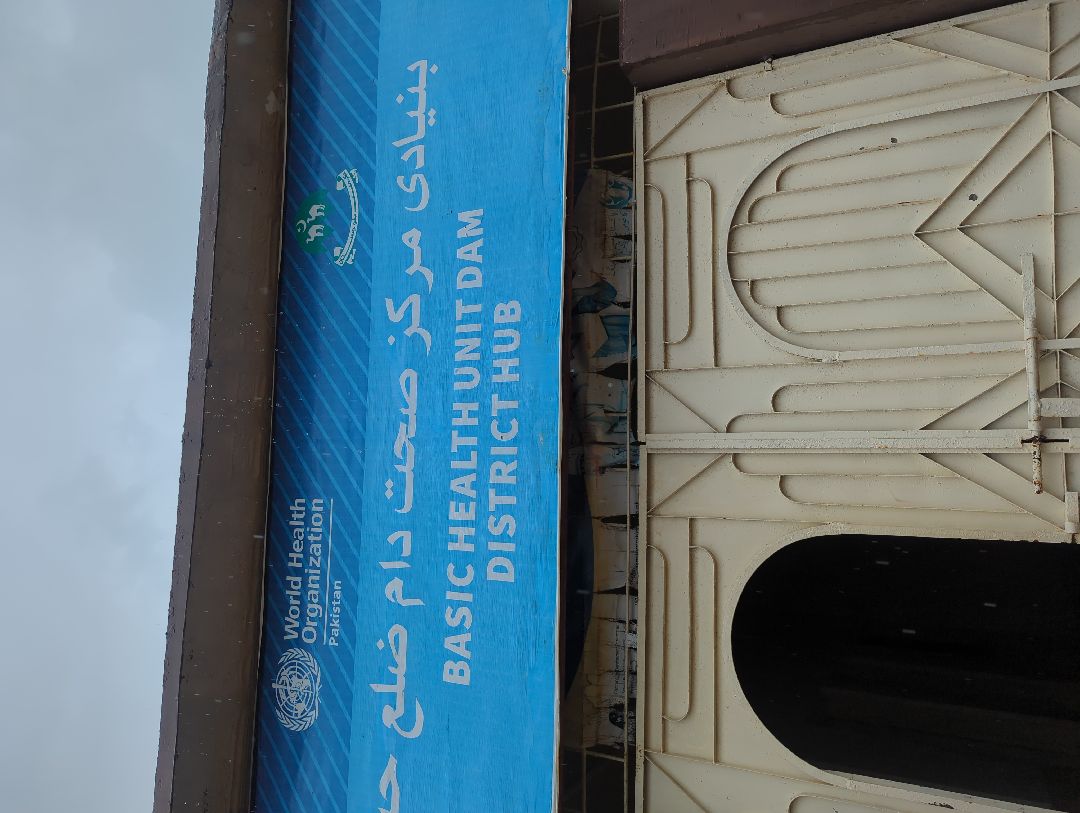 World Health
Organization
Pakistan
بنیادی مرکز صحت دام ضلع
BASIC HEALTH UNIT DAM
DISTRICT HUB